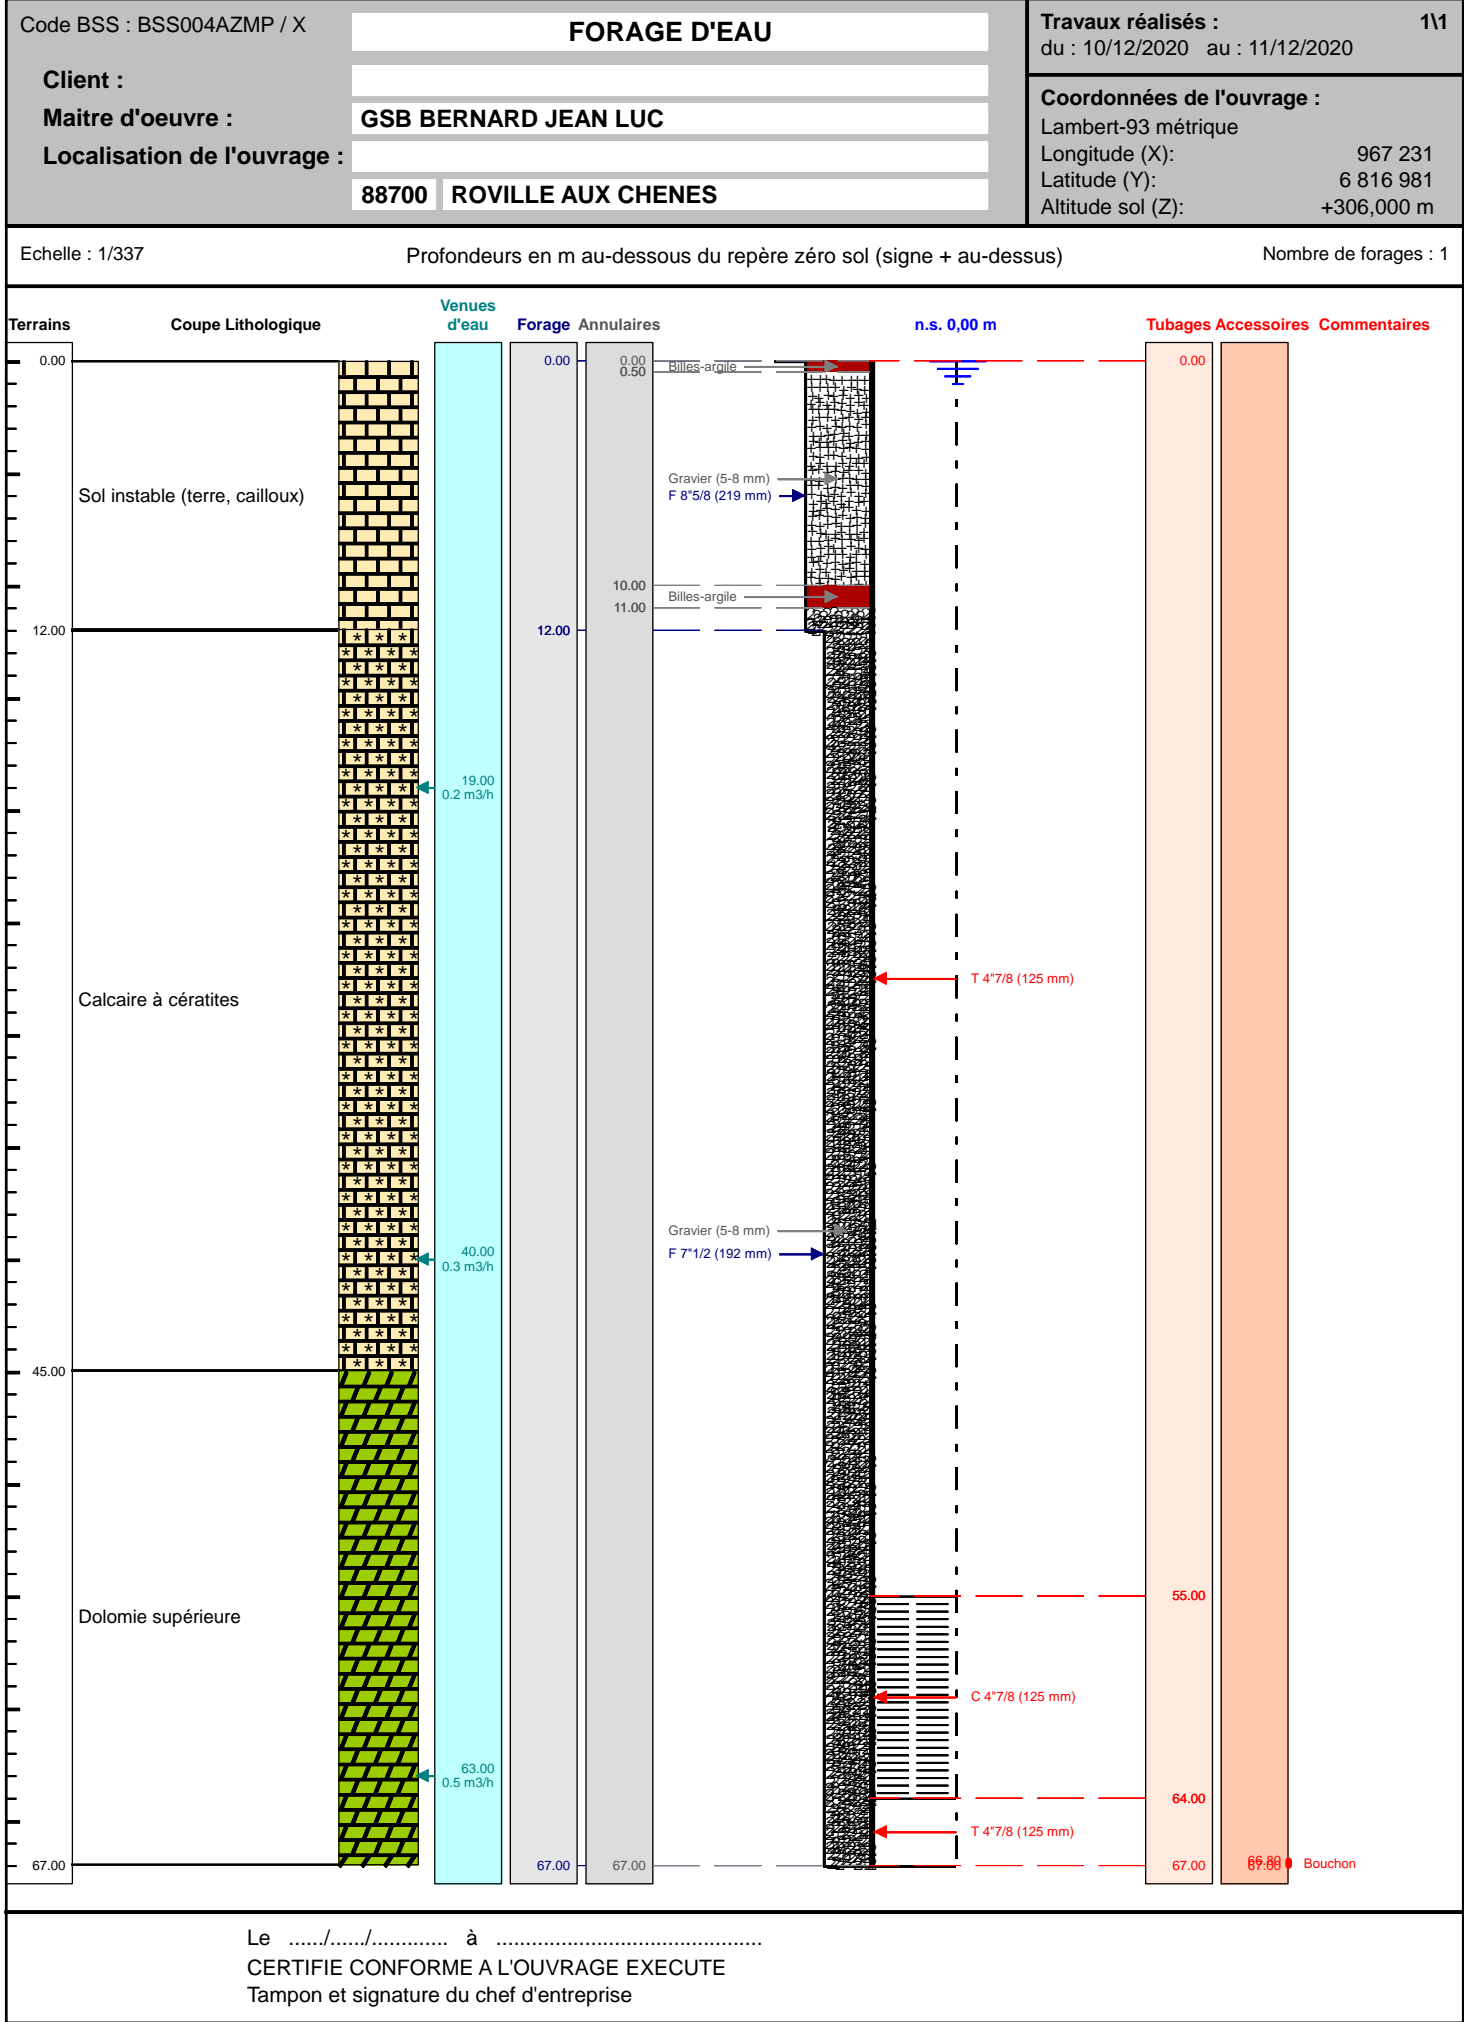 Code BSS : BSS004AZMP / X
FORAGE D'EAU
Travaux réalisés : 1\1
du : 10/12/2020 au : 11/12/2020
Client :
Maitre d'oeuvre : GSB BERNARD JEAN LUC
Localisation de l'ouvrage :
88700 ROVILLE AUX CHENES
Coordonnées de l'ouvrage :
Lambert-93 métrique
Longitude (X): 967 231
Latitude (Y): 6 816 981
Altitude sol (Z): +306,000 m
Echelle : 1/337
Profondeurs en m au-dessous du repère zéro sol (signe + au-dessus)
Nombre de forages : 1
Terrains
Coupe Lithologique
Venues
d'eau
Forage
Annulaires
n.s. 0,00 m
Tubages
Accessoires
Commentaires
0.00
0.00
0.00
Billes-argile
0.00
0.50
Gravier (5-8 mm)
Sol instable (terre, cailloux)
F 8"5/8 (219 mm)
10.00
Billes-argile
11.00
12.00
12.00
19.00
0.2 m3/h
T 4"7/8 (125 mm)
Calcaire à cératites
Gravier (5-8 mm)
40.00
F 7"1/2 (192 mm)
0.3 m3/h
45.00
55.00
Dolomie supérieure
C 4"7/8 (125 mm)
63.00
0.5 m3/h
64.00
T 4"7/8 (125 mm)
67.00
67.00
67.00
67.00
66.80
67.00
Bouchon
Le ....../....../............. à .............................................
CERTIFIE CONFORME A L'OUVRAGE EXECUTE
Tampon et signature du chef d'entreprise